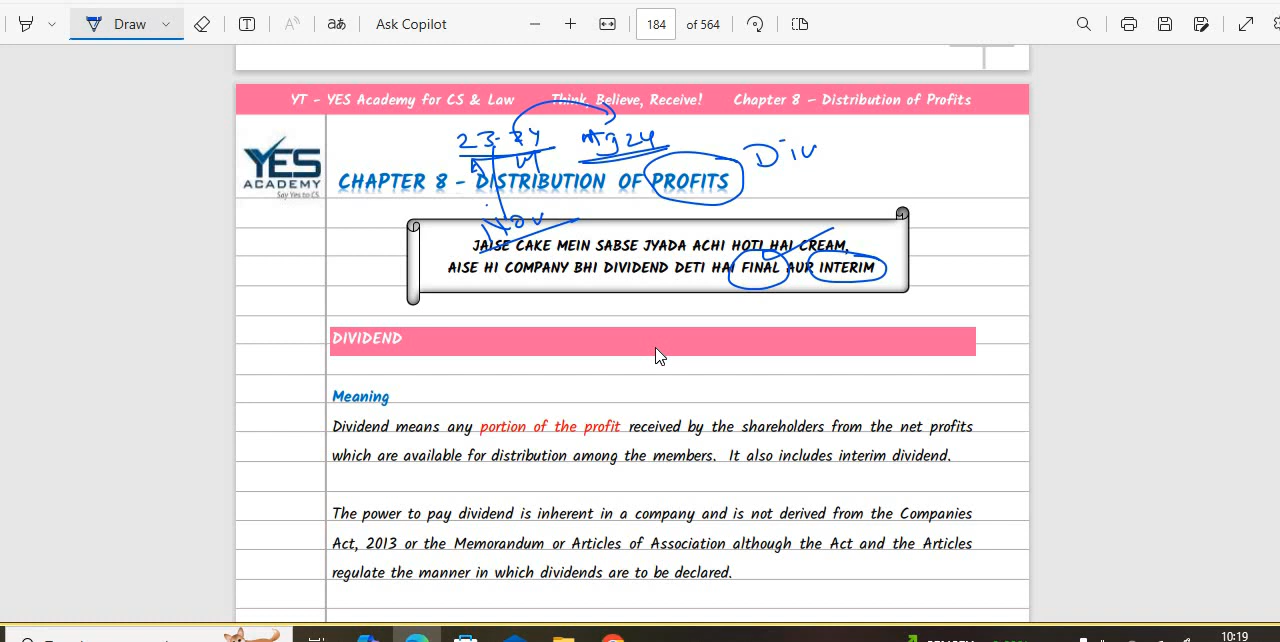 Draw
aあ
Ask Copilot
184 of 564
YT - YES Academy for CS & Law Think, Believe, Receive! Chapter 8 – Distribution of Profits
23-24
Div
YES
ACADEMY
Say Yes to CS
CHAPTER 8 – DISTRIBUTION OF PROFITS
Nov
JAISE CAKE MEIN SABSE JYADA ACHI HOTI HAI CREAM,
AISE HI COMPANY BHI DIVIDEND DETI HAI FINAL AUR INTERIM
DIVIDEND
Meaning
Dividend means any portion of the profit received by the shareholders from the net profits
which are available for distribution among the members. It also includes interim dividend.
The power to pay dividend is inherent in a company and is not derived from the Companies
Act, 2013 or the Memorandum or Articles of Association although the Act and the Articles
regulate the manner in which dividends are to be declared.
10:19